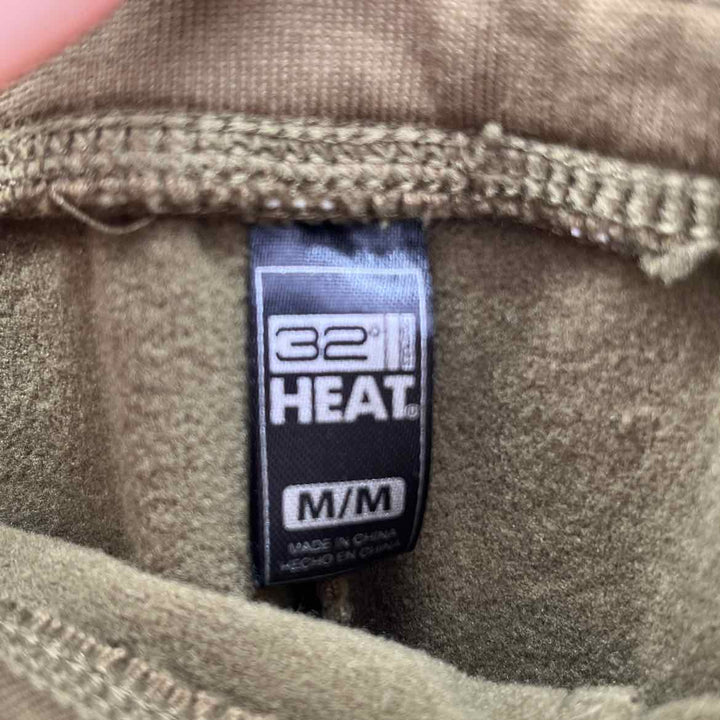 32°
HEAT®
M/M
MADE IN CHINA
HECHO EN CHINA